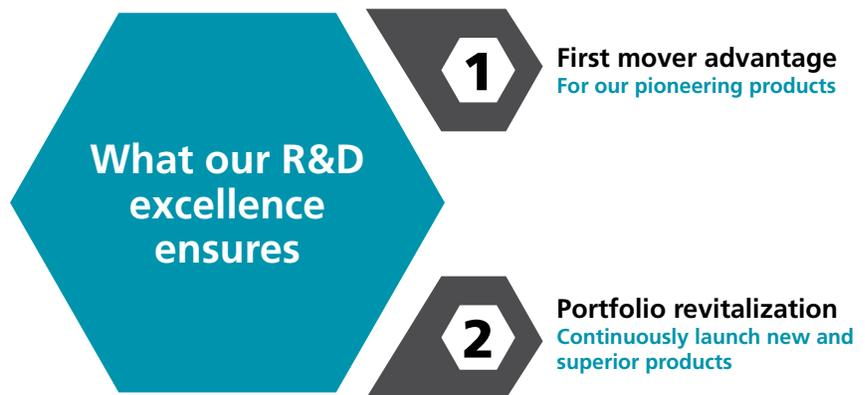 What our R&D
excellence
ensures
1
First mover advantage
For our pioneering products
2
Portfolio revitalization
Continuously launch new and
superior products